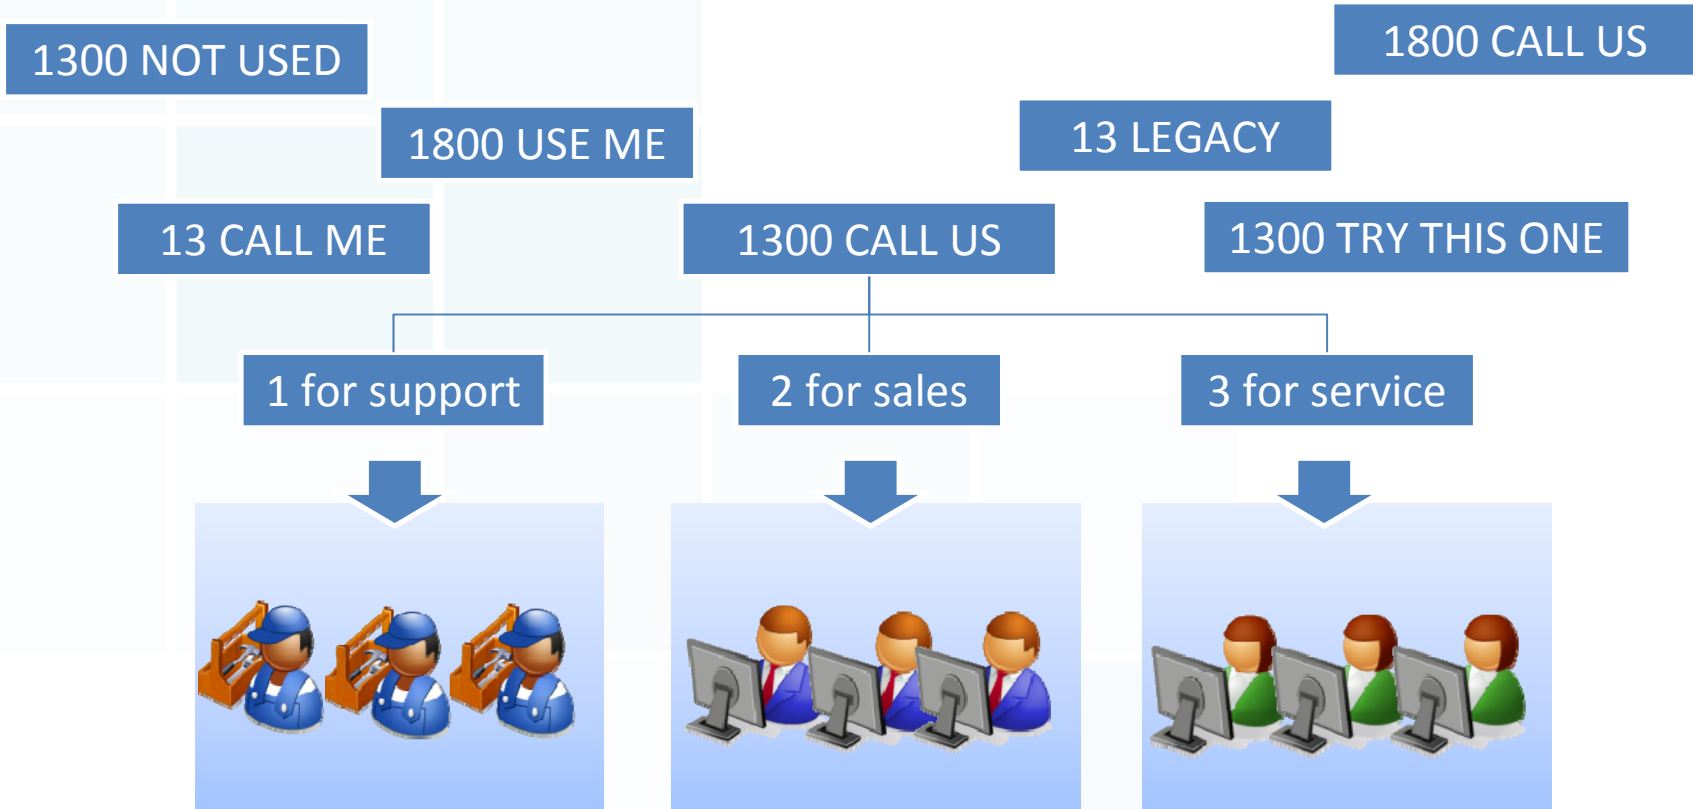 1300 NOT USED
1800 CALL US
1800 USE ME
13 LEGACY
13 CALL ME
1300 CALL US
1300 TRY THIS ONE
1 for support
2 for sales
3 for service